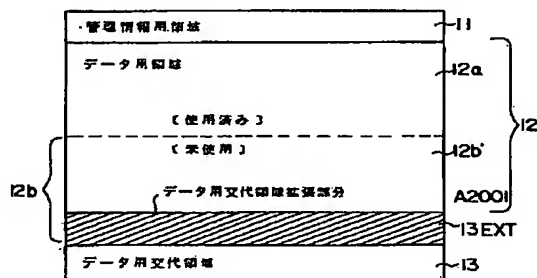 ・管理情報用領域
11
データ用領域
12a
12
〔使用済み〕
〔未使用〕
12b'
12b
データ用交代領域拡張部分
A2001
13EXT
データ用交代領域
13